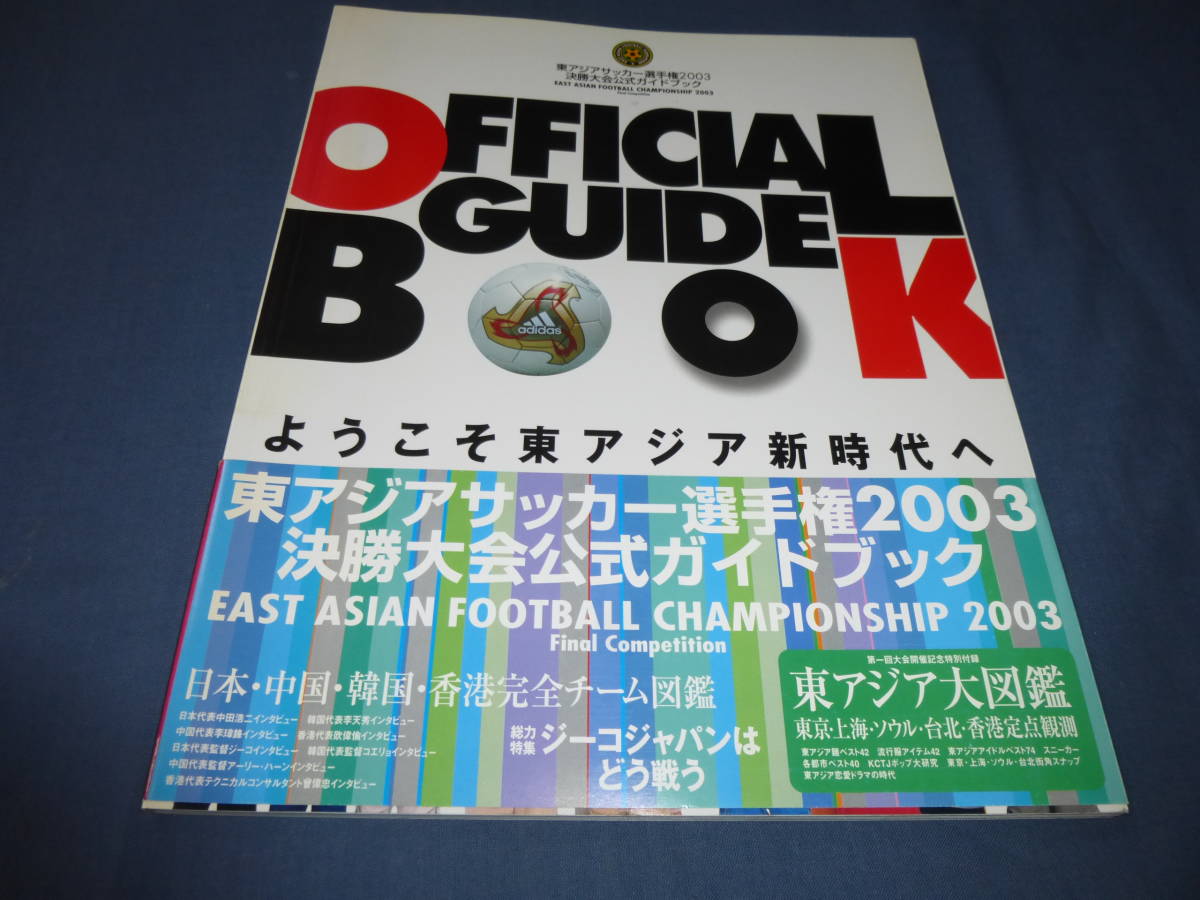 東アジアサッカー選手権2003
決勝大会公式ガイドブック
EAST ASIAN FOOTBALL CHAMPIONSHIP 2003
Final Competition
OFFICIAL
GUIDE
BOOK
adidas
ようこそ東アジア新時代へ
東アジアサッカー選手権2003
決勝大会公式ガイドブック
EAST ASIAN FOOTBALL CHAMPIONSHIP 2003
Final Competition
日本・中国・韓国・香港完全チーム図鑑
日本代表中田浩二インタビュー 韓国代表李天秀インタビュー
中国代表李瑋鋒インタビュー 香港代表歐偉倫インタビュー
日本代表監督ジーコインタビュー 韓国代表監督コエリョインタビュー
中国代表監督アーリー・ハーンインタビュー
香港代表テクニカルコンサルタント曾偉忠インタビュー
総力
特集
ジーコジャパンは
どう戦う
第一回大会開催記念特別付録
東アジア大図鑑
東京・上海・ソウル・台北・香港定点観測
東アジア麺ベスト42 流行服アイテム42 東アジアアイドルベスト74 スニーカー
各都市ベスト40 KCTJポップ大研究 東京・上海・ソウル・台北街角スナップ
東アジア恋愛ドラマの時代